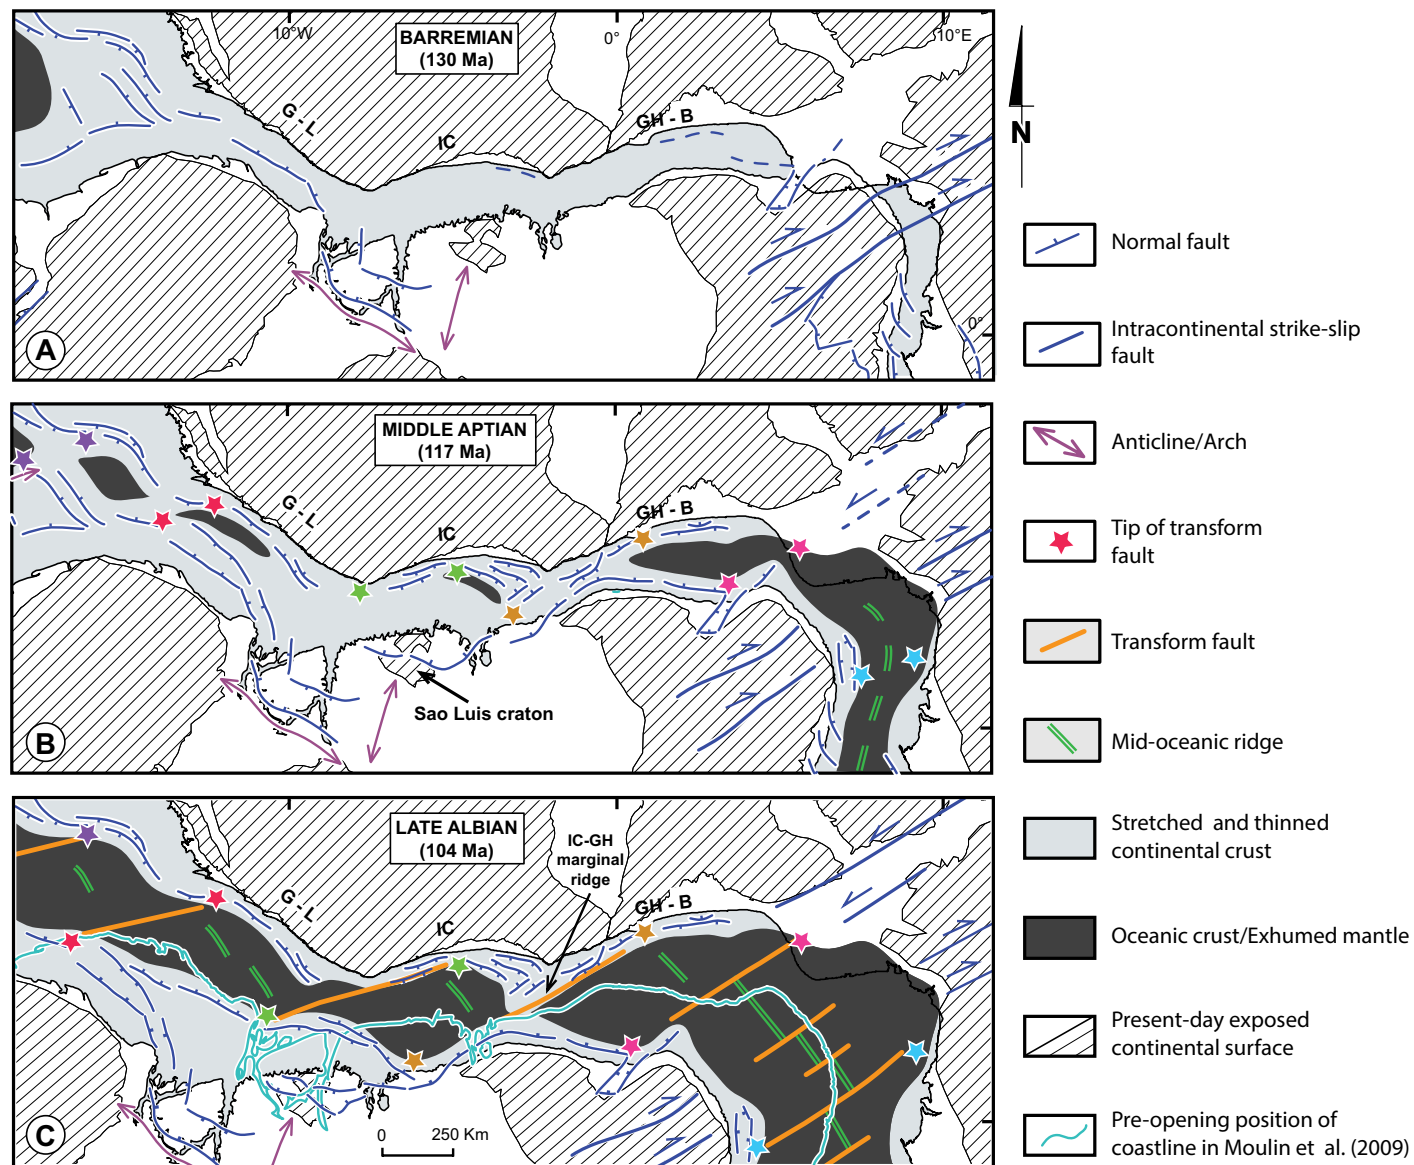 10°W
0°
10°E
BARREMIAN
(130 Ma)
G - L
IC
GH - B
0°
A
N
Normal fault
Intracontinental strike-slip
fault
Anticline/Arch
Tip of transform
fault
Transform fault
Mid-oceanic ridge
Stretched and thinned
continental crust
Oceanic crust/Exhumed mantle
Present-day exposed
continental surface
Pre-opening position of
coastline in Moulin et al. (2009)
MIDDLE APTIAN
(117 Ma)
G - L
IC
GH - B
Sao Luis craton
B
LATE ALBIAN
(104 Ma)
IC-GH
marginal
ridge
G - L
IC
GH - B
C
0 250 Km